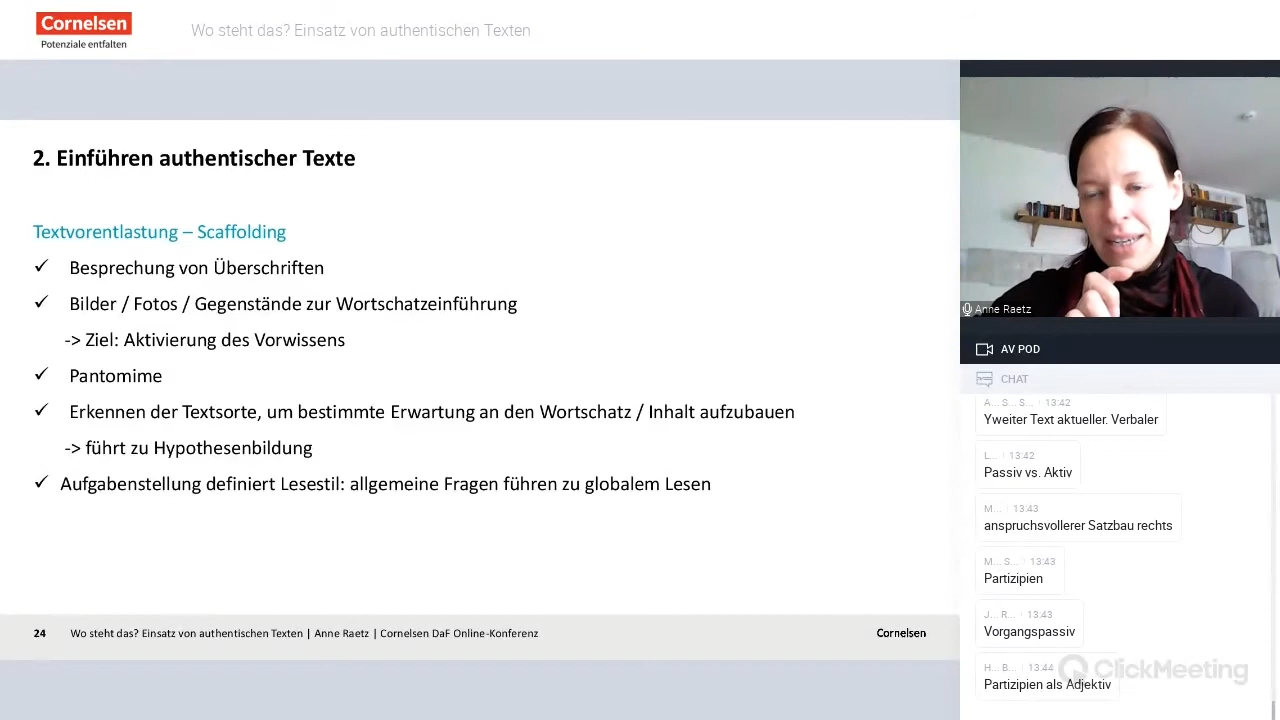 Cornelsen
Potenziale entfalten
Wo steht das? Einsatz von authentischen Texten
2. Einführen authentischer Texte
Textvorentlastung – Scaffolding
✓ Besprechung von Überschriften
✓ Bilder / Fotos / Gegenstände zur Wortschatzeinführung
-> Ziel: Aktivierung des Vorwissens
✓ Pantomime
✓ Erkennen der Textsorte, um bestimmte Erwartung an den Wortschatz / Inhalt aufzubauen
-> führt zu Hypothesenbildung
✓ Aufgabenstellung definiert Lesestil: allgemeine Fragen führen zu globalem Lesen
24 Wo steht das? Einsatz von authentischen Texten | Anne Raetz | Cornelsen DaF Online-Konferenz Cornelsen
Anne Raetz
AV POD
CHAT
A... S... S... 13:42
Yweiter Text aktueller. Verbaler
L... 13:42
Passiv vs. Aktiv
M... 13:43
anspruchsvollerer Satzbau rechts
M... S... 13:43
Partizipien
J... R... 13:43
Vorgangspassiv
H... B... 13:44
Partizipien als Adjektiv
ClickMeeting